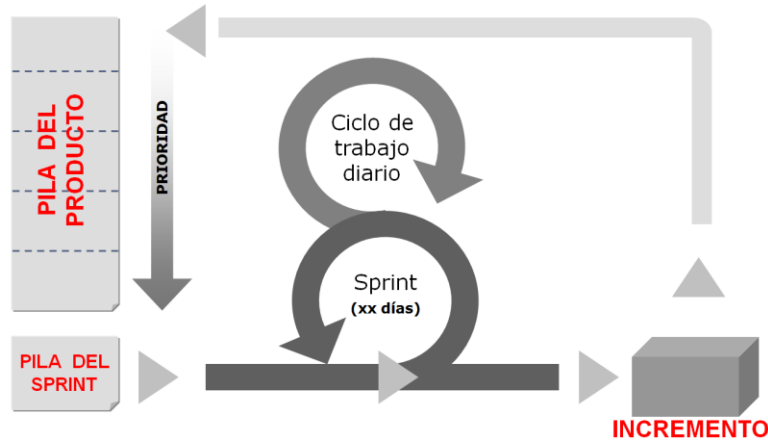 PILA DEL
PRODUCTO
PRIORIDAD
Ciclo de
trabajo
diario
Sprint
(xx días)
PILA DEL
SPRINT
INCREMENTO